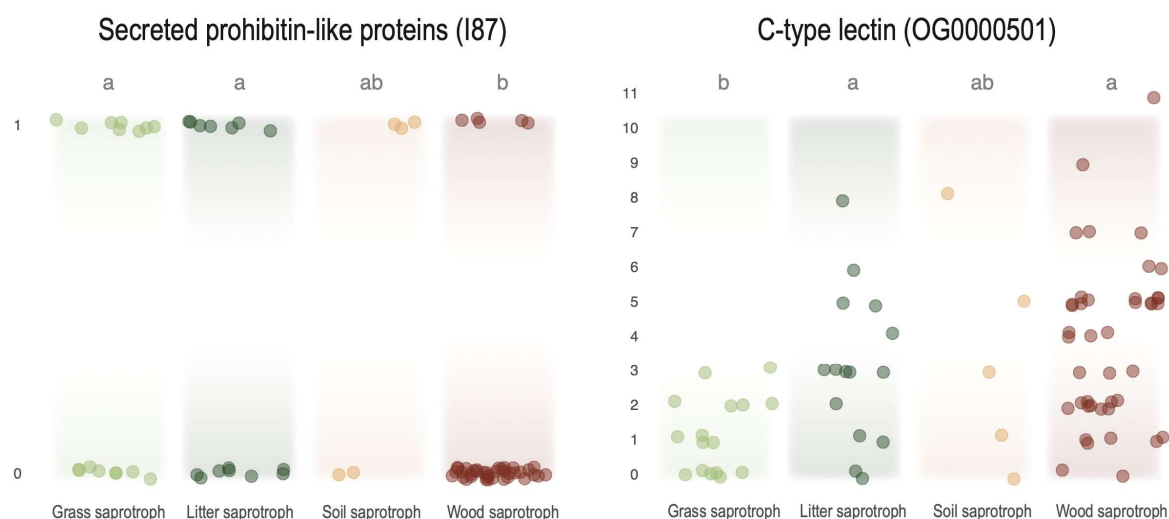 Secreted prohibitin-like proteins (I87)
a a ab b
1
0
Grass saprotroph Litter saprotroph Soil saprotroph Wood saprotroph
C-type lectin (OG0000501)
b a ab a
11
10
9
8
7
6
5
4
3
2
1
0
Grass saprotroph Litter saprotroph Soil saprotroph Wood saprotroph